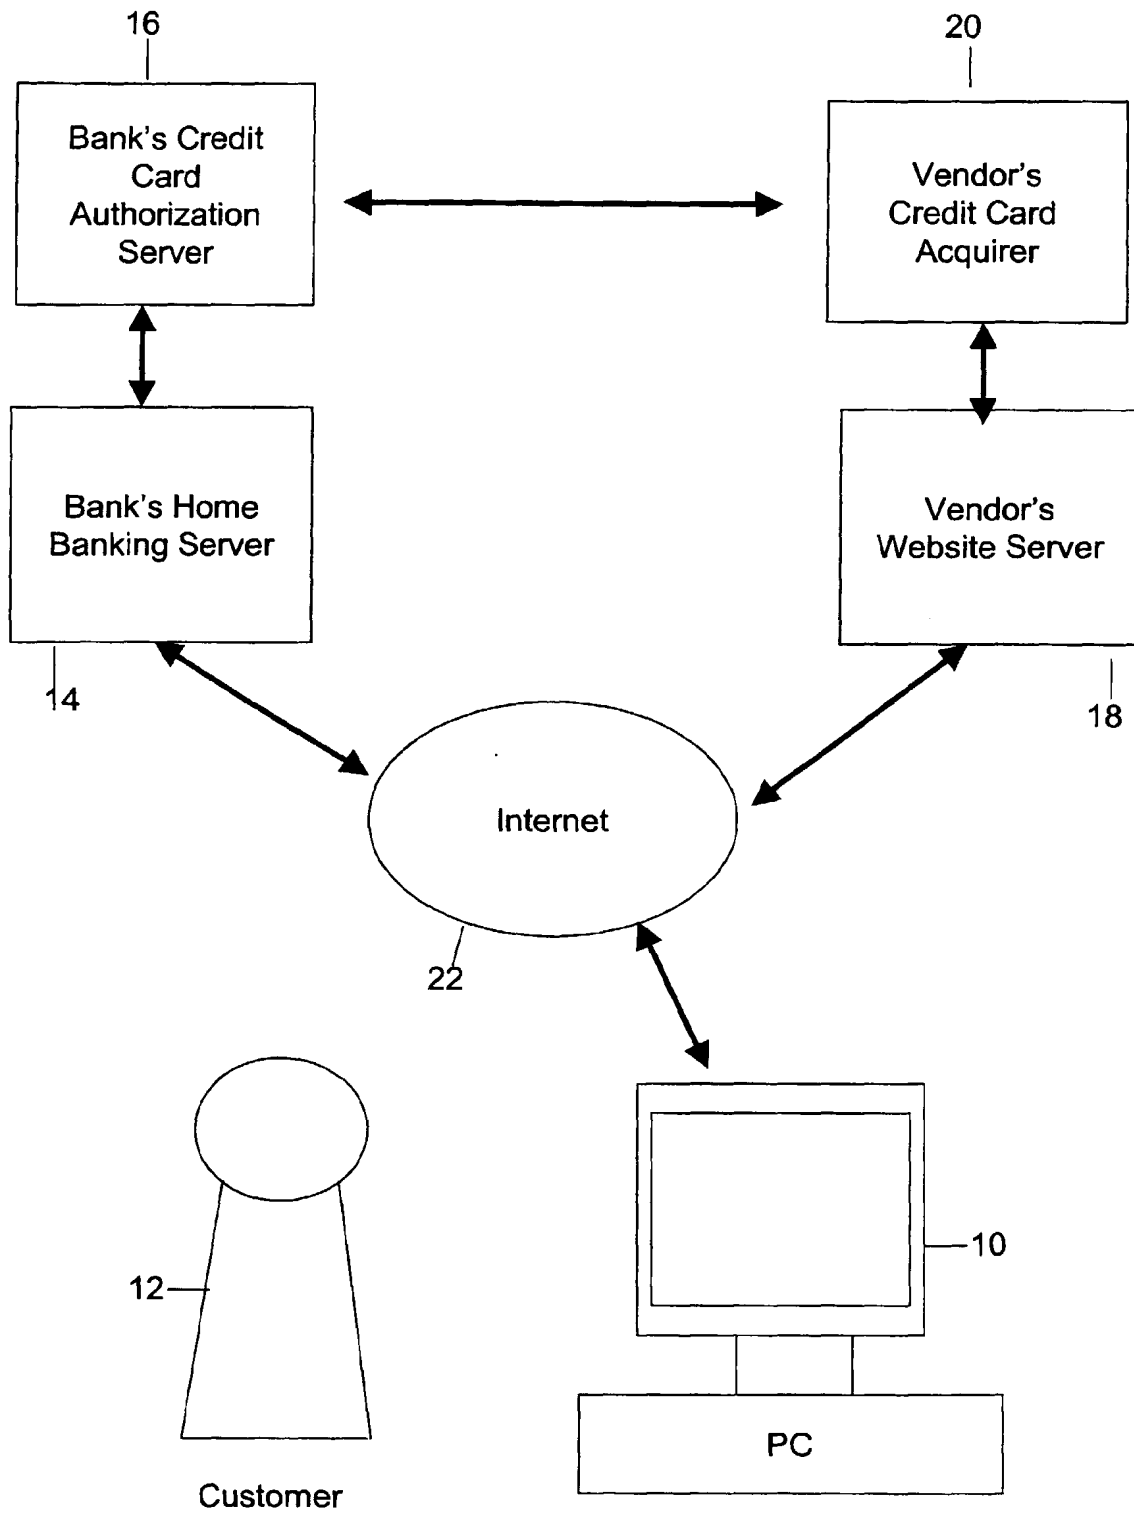 16
20
Bank's Credit
Card
Authorization
Server
Vendor's
Credit Card
Acquirer
Bank's Home
Banking Server
Vendor's
Website Server
14
18
Internet
22
12
10
PC
Customer